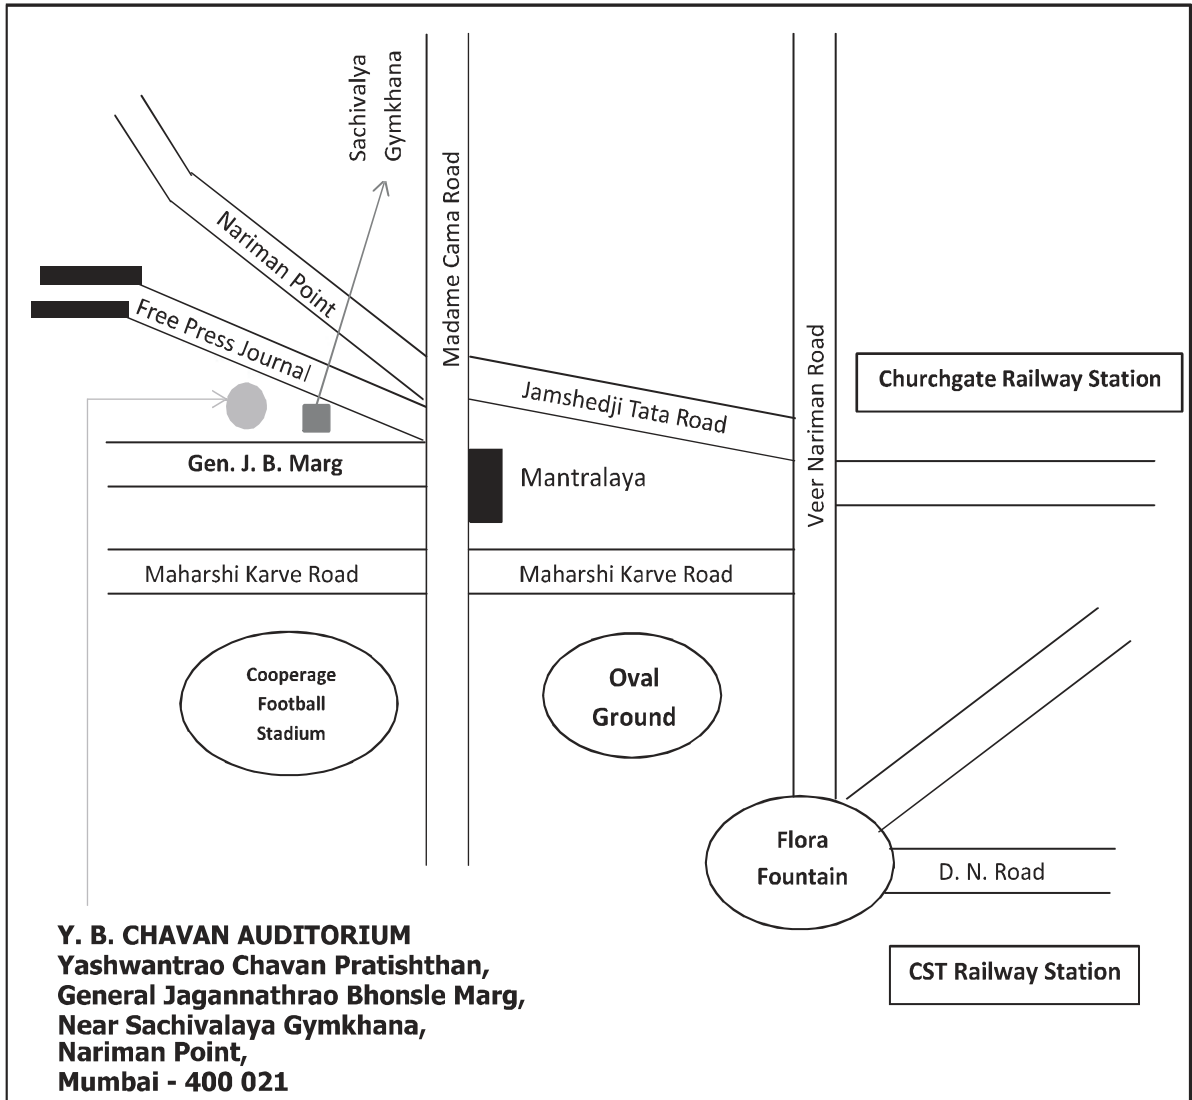 Sachivalya
Gymkhana
Madame Cama Road
Nariman Point
Free Press Journal
Jamshedji Tata Road
Veer Nariman Road
Churchgate Railway Station
Gen. J. B. Marg
Mantralaya
Maharshi Karve Road
Maharshi Karve Road
Cooperage
Football
Stadium
Oval
Ground
Flora
Fountain
D. N. Road
CST Railway Station
Y. B. CHAVAN AUDITORIUM
Yashwantrao Chavan Pratishthan,
General Jagannathrao Bhonsle Marg,
Near Sachivalaya Gymkhana,
Nariman Point,
Mumbai - 400 021